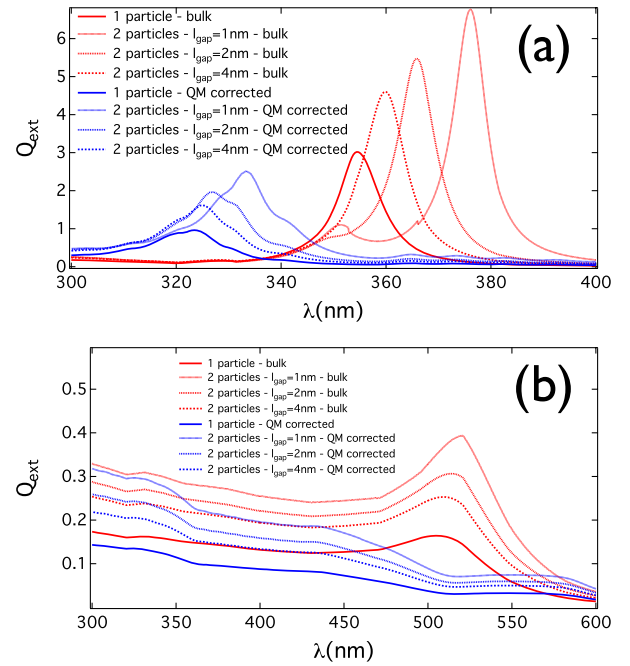 1 particle - bulk
2 particles - lgap=1nm - bulk
2 particles - lgap=2nm - bulk
2 particles - lgap=4nm - bulk
1 particle - QM corrected
2 particles - lgap=1nm - QM corrected
2 particles - lgap=2nm - QM corrected
2 particles - lgap=4nm - QM corrected
(a)
6
5
4
3
2
1
0
Qext
300 320 340 360 380 400
λ(nm)
1 particle - bulk
2 particles - lgap=1nm - bulk
2 particles - lgap=2nm - bulk
2 particles - lgap=4nm - bulk
1 particle - QM corrected
2 particles - lgap=1nm - QM corrected
2 particles - lgap=2nm - QM corrected
2 particles - lgap=4nm - QM corrected
(b)
0.5
0.4
0.3
0.2
0.1
Qext
300 350 400 450 500 550 600
λ(nm)